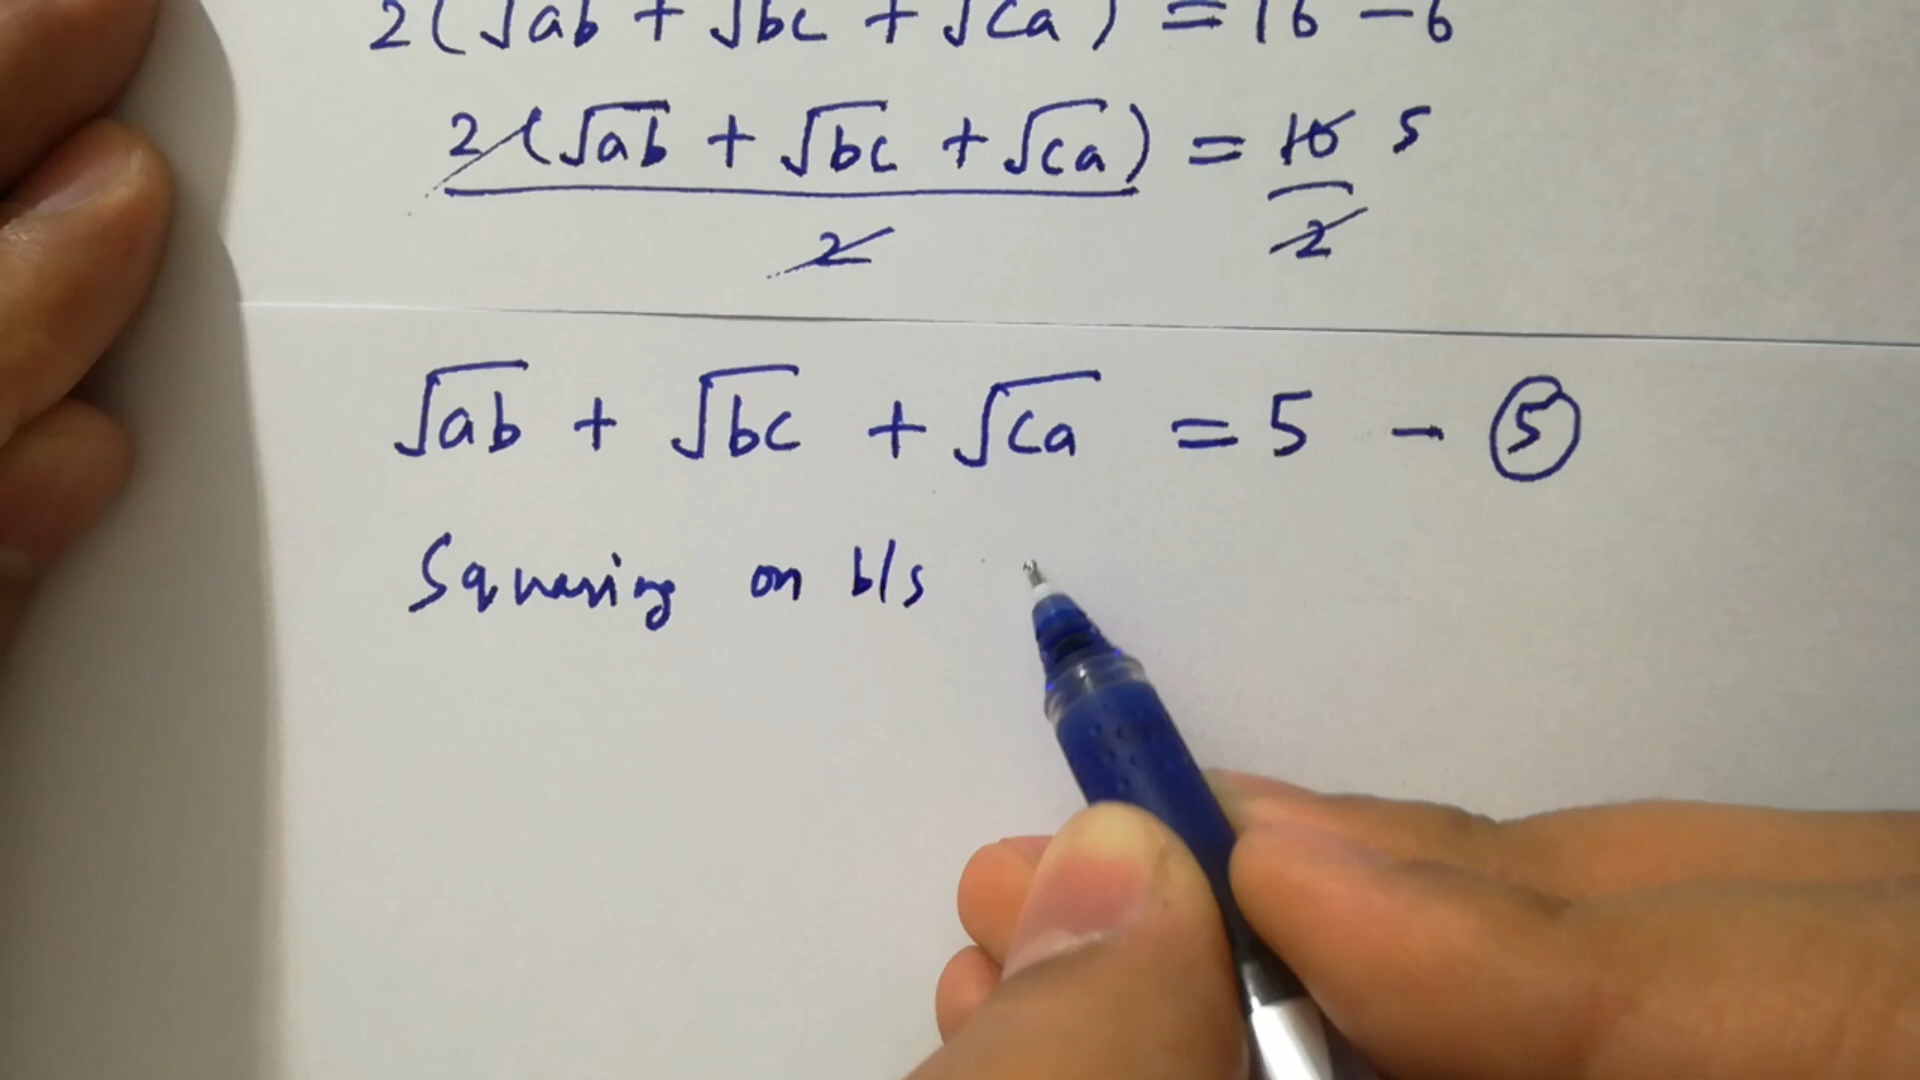 2(√ab + √bc + √ca) = 16 - 6
2(√ab + √bc + √ca) = 10 5
2 2
√ab + √bc + √ca = 5 - ⑤
Squaring on b/s